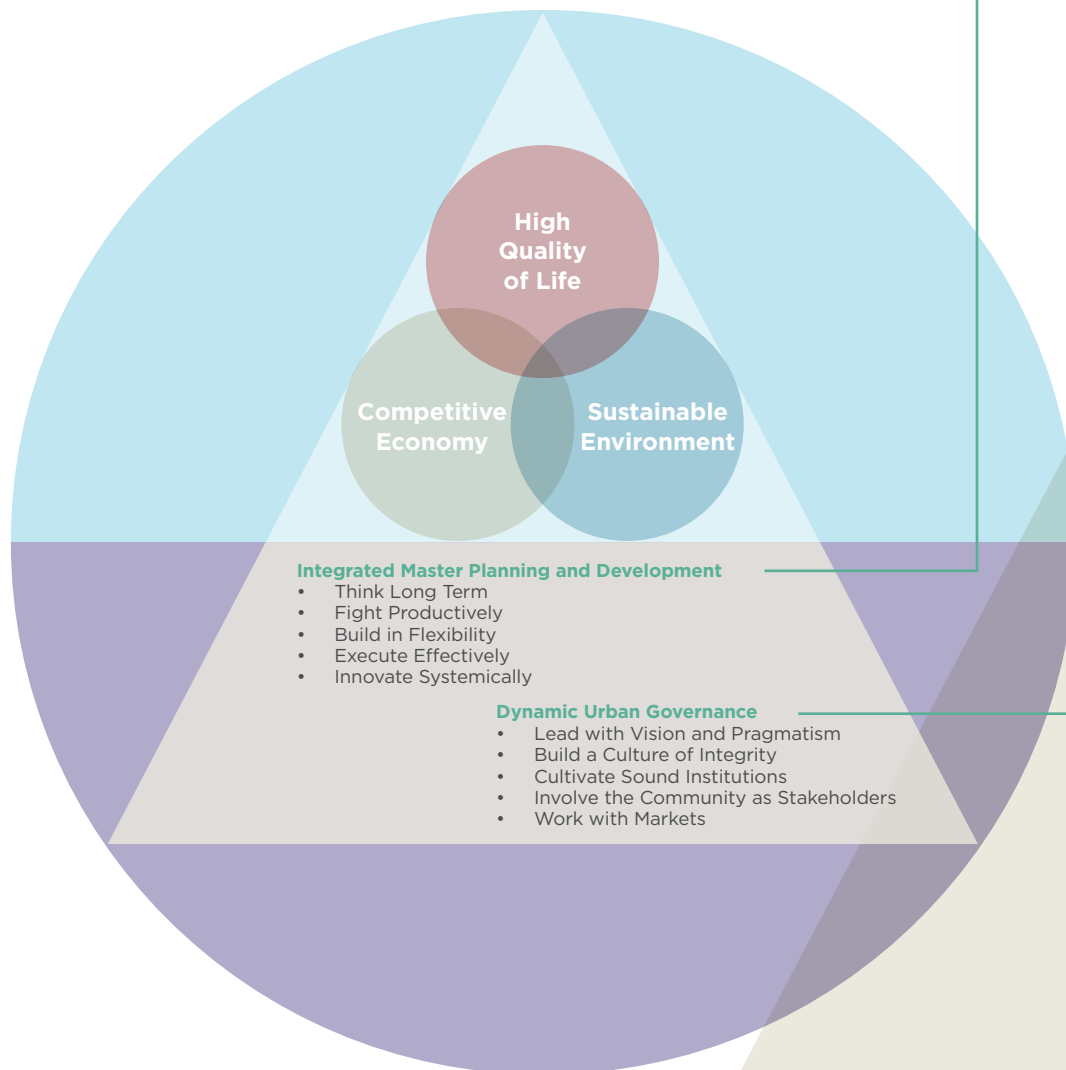 High
Quality
of Life
Competitive
Economy
Sustainable
Environment
Integrated Master Planning and Development
• Think Long Term
• Fight Productively
• Build in Flexibility
• Execute Effectively
• Innovate Systemically
Dynamic Urban Governance
• Lead with Vision and Pragmatism
• Build a Culture of Integrity
• Cultivate Sound Institutions
• Involve the Community as Stakeholders
• Work with Markets